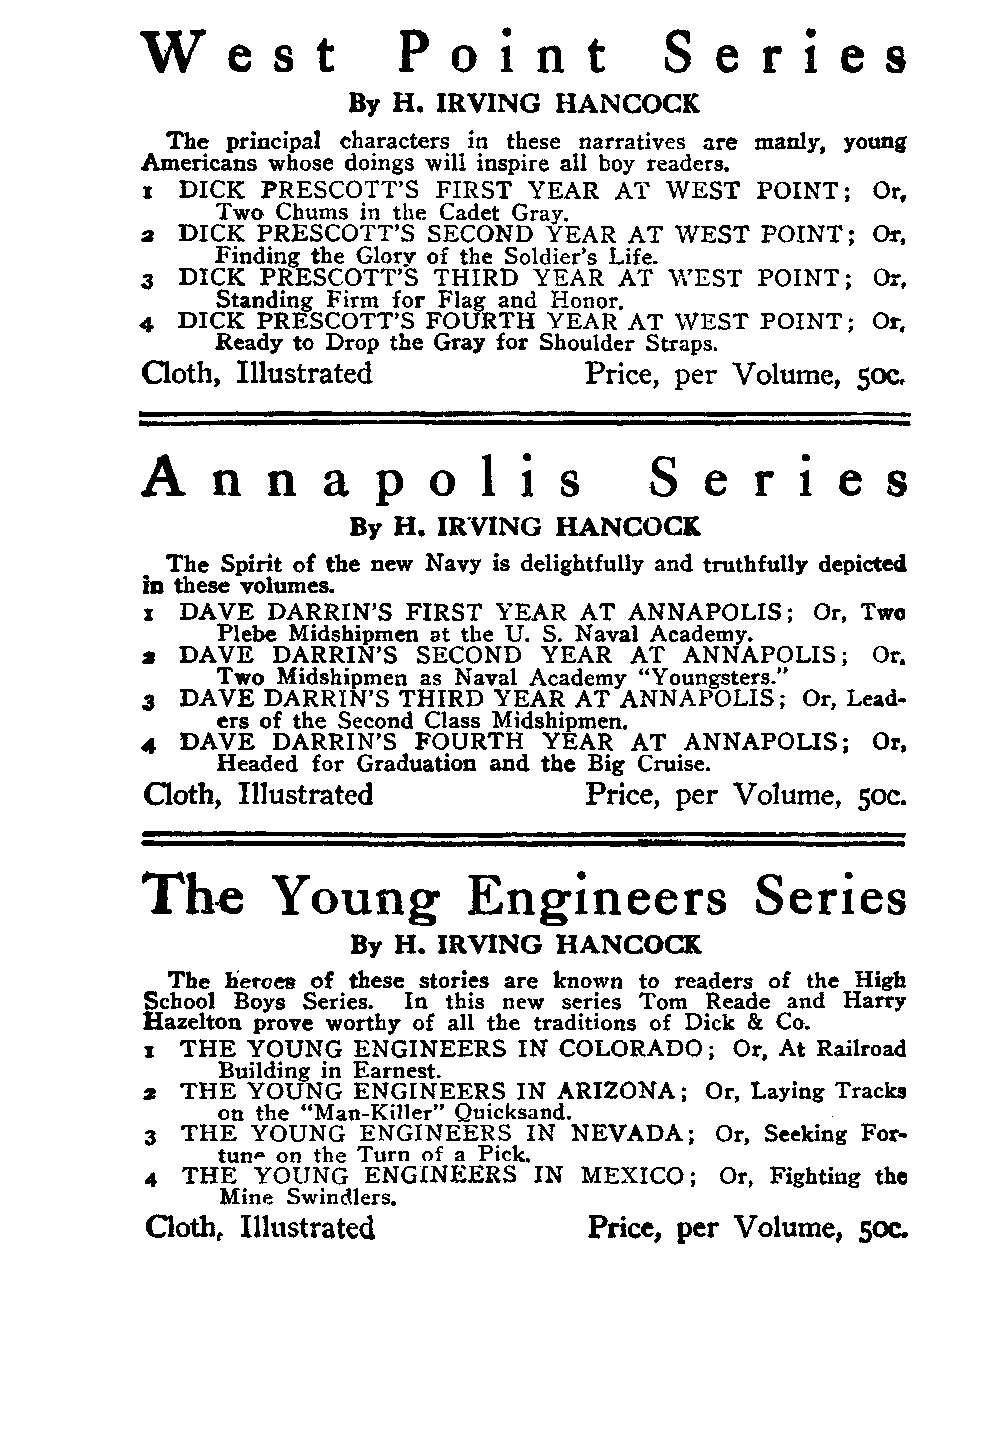 West Point Series
By H. IRVING HANCOCK
The principal characters in these narratives are manly, young
Americans whose doings will inspire all boy readers.
1 DICK PRESCOTT'S FIRST YEAR AT WEST POINT; Or,
Two Chums in the Cadet Gray.
2 DICK PRESCOTT'S SECOND YEAR AT WEST POINT; Or,
Finding the Glory of the Soldier's Life.
3 DICK PRESCOTT'S THIRD YEAR AT WEST POINT; Or,
Standing Firm for Flag and Honor.
4 DICK PRESCOTT'S FOURTH YEAR AT WEST POINT; Or,
Ready to Drop the Gray for Shoulder Straps.
Cloth, Illustrated Price, per Volume, 50c.
Annapolis Series
By H. IRVING HANCOCK
The Spirit of the new Navy is delightfully and truthfully depicted
in these volumes.
1 DAVE DARRIN'S FIRST YEAR AT ANNAPOLIS; Or, Two
Plebe Midshipmen at the U. S. Naval Academy.
2 DAVE DARRIN'S SECOND YEAR AT ANNAPOLIS; Or,
Two Midshipmen as Naval Academy "Youngsters."
3 DAVE DARRIN'S THIRD YEAR AT ANNAPOLIS; Or, Lead-
ers of the Second Class Midshipmen.
4 DAVE DARRIN'S FOURTH YEAR AT ANNAPOLIS; Or,
Headed for Graduation and the Big Cruise.
Cloth, Illustrated Price, per Volume, 50c.
The Young Engineers Series
By H. IRVING HANCOCK
The heroes of these stories are known to readers of the High
School Boys Series. In this new series Tom Reade and Harry
Hazelton prove worthy of all the traditions of Dick & Co.
1 THE YOUNG ENGINEERS IN COLORADO; Or, At Railroad
Building in Earnest.
2 THE YOUNG ENGINEERS IN ARIZONA; Or, Laying Tracks
on the "Man-Killer" Quicksand.
3 THE YOUNG ENGINEERS IN NEVADA; Or, Seeking For-
tune on the Turn of a Pick.
4 THE YOUNG ENGINEERS IN MEXICO; Or, Fighting the
Mine Swindlers.
Cloth, Illustrated Price, per Volume, 50c.